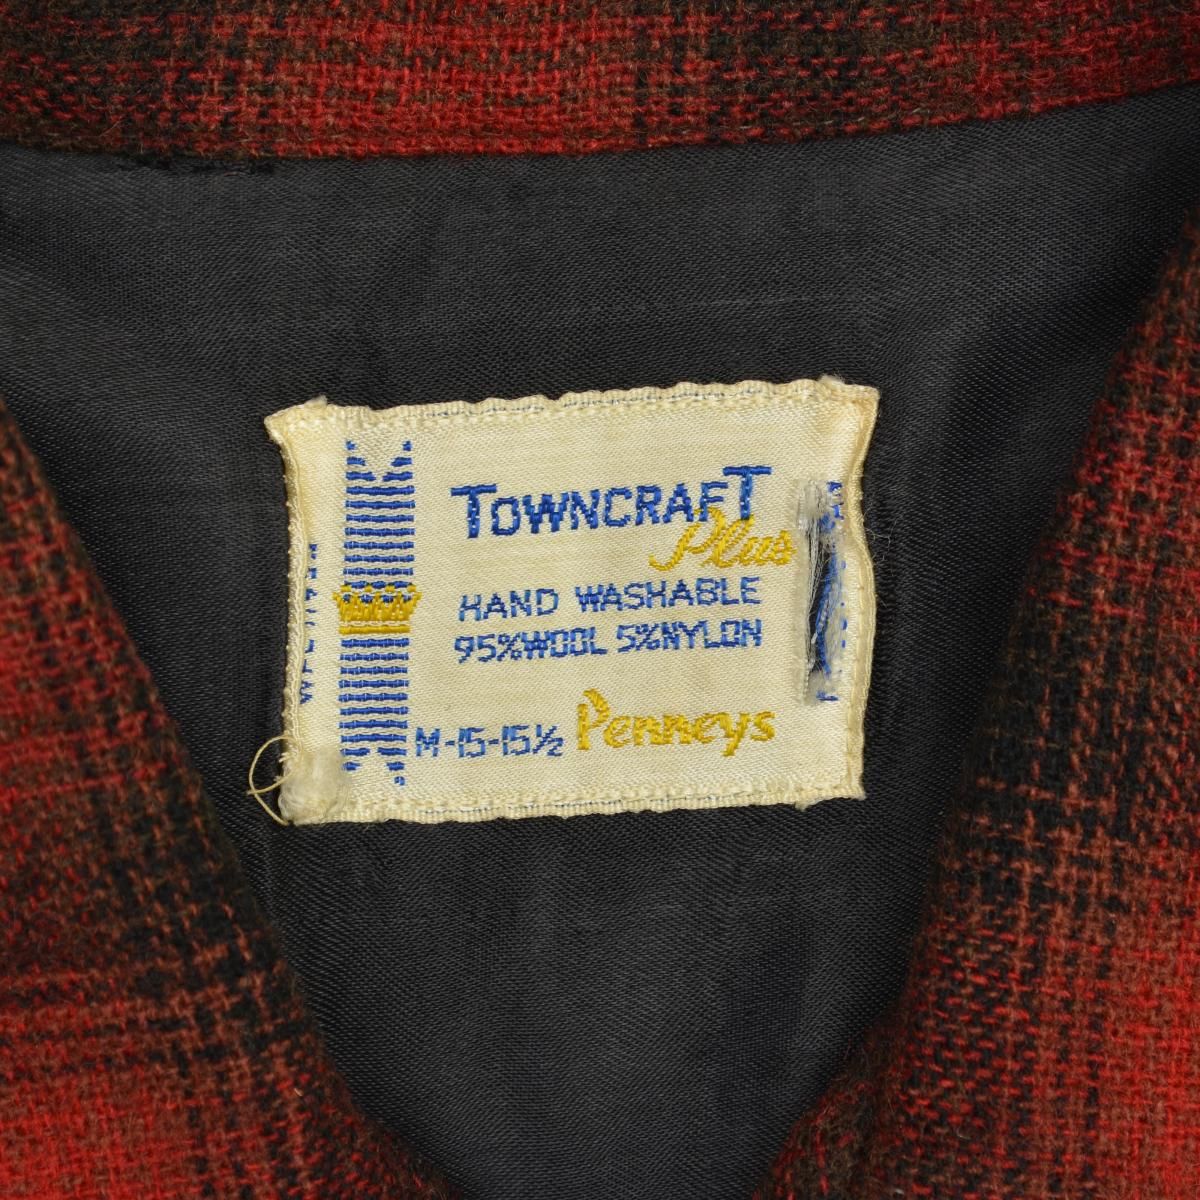 TOWNCRAFT
Plus
HAND WASHABLE
95%WOOL 5%NYLON
M-15-15½ Penneys